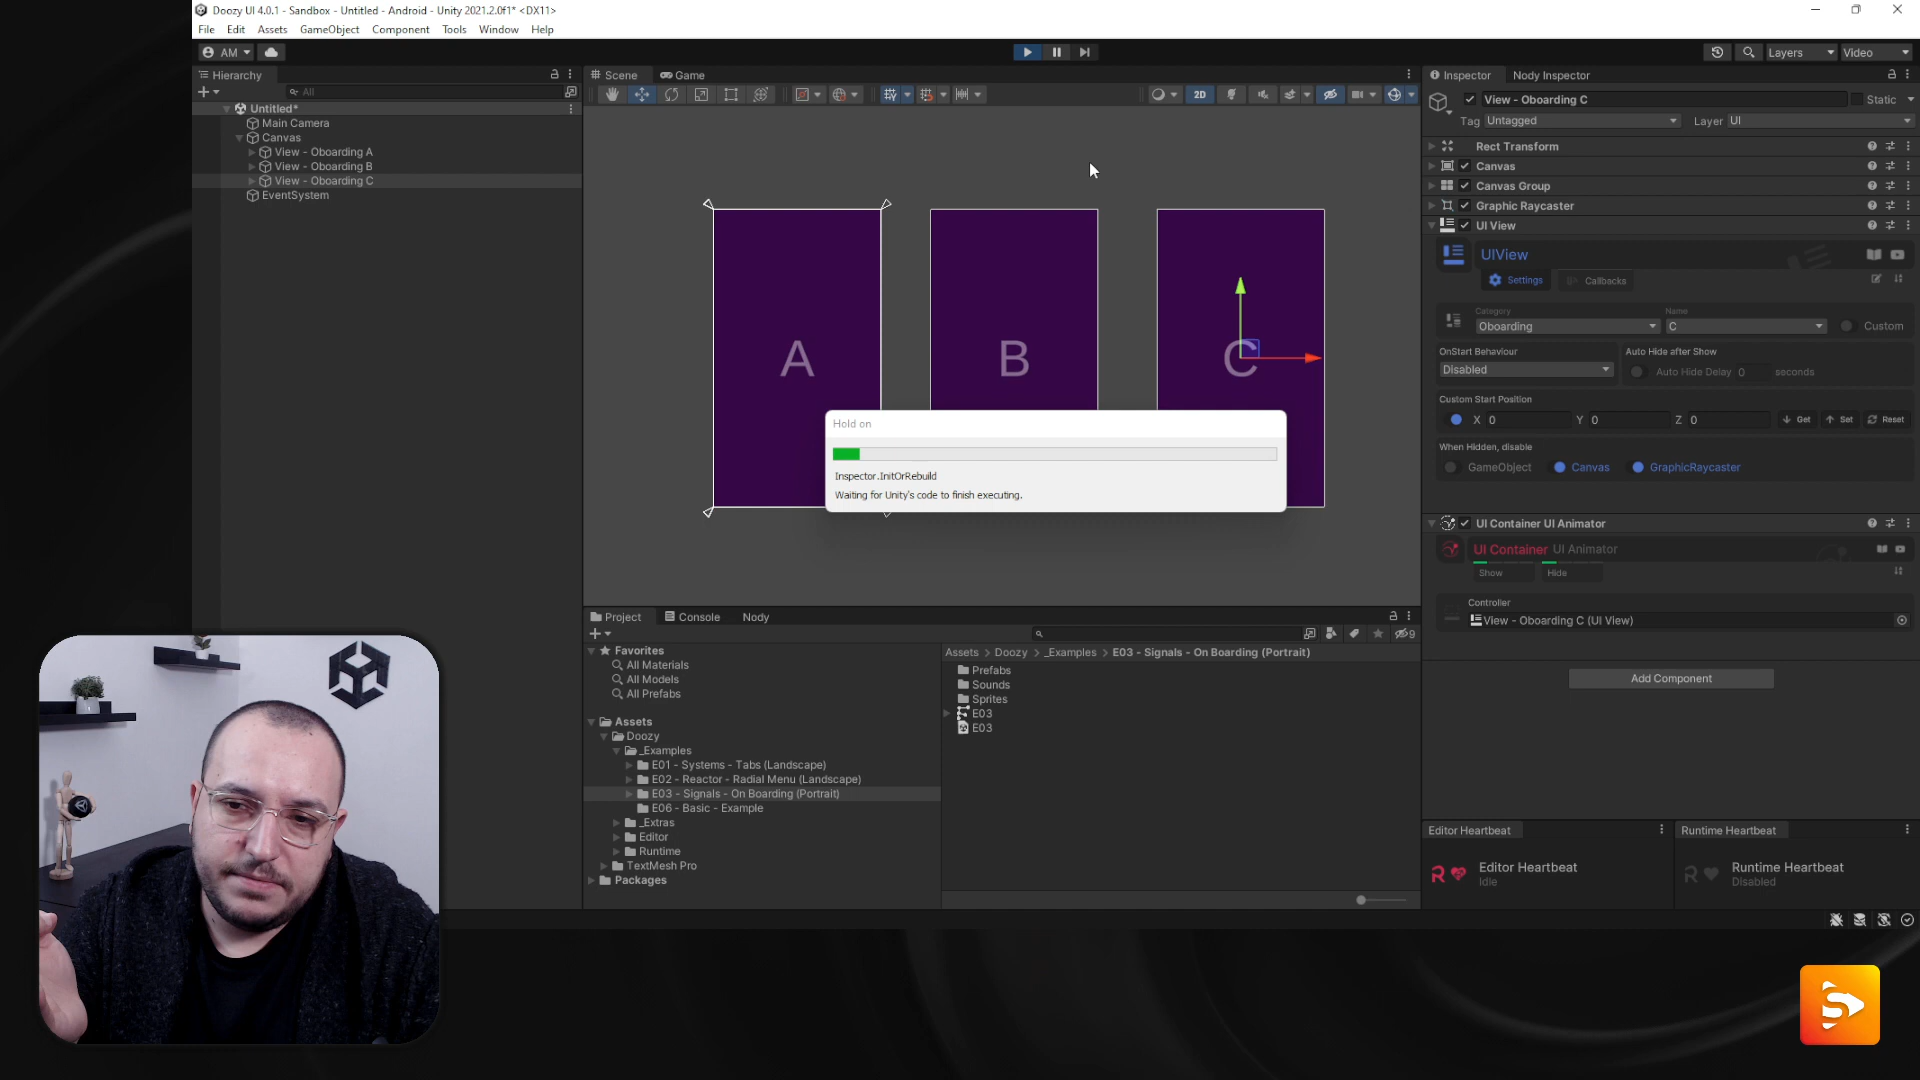 Doozy UI 4.0.1 - Sandbox - Untitled - Android - Unity 2021.2.0f1* <DX11>
File Edit Assets GameObject Component Tools Window Help
AM Layers Video
Hierarchy
All
Untitled*
Main Camera
Canvas
View - Oboarding A
View - Oboarding B
View - Oboarding C
EventSystem
Scene Game
2D
A
B
C
Hold on
Inspector.InitOrRebuild
Waiting for Unity's code to finish executing.
Project Console Nody
9
Favorites
All Materials
All Models
All Prefabs
Assets
Doozy
_Examples
E01 - Systems - Tabs (Landscape)
E02 - Reactor - Radial Menu (Landscape)
E03 - Signals - On Boarding (Portrait)
E06 - Basic - Example
_Extras
Editor
Runtime
TextMesh Pro
Packages
Assets > Doozy > _Examples > E03 - Signals - On Boarding (Portrait)
Prefabs
Sounds
Sprites
E03
E03
Inspector Node Inspector
View - Oboarding C Static
Tag Untagged Layer UI
Rect Transform
Canvas
Canvas Group
Graphic Raycaster
UI View
UIView
Settings Callbacks
Category Name
Oboarding C Custom
OnStart Behaviour Auto Hide after Show
Disabled Auto Hide Delay 0 seconds
Custom Start Position
X 0 Y 0 Z 0 Get Set Reset
When Hidden, disable
GameObject Canvas GraphicRaycaster
UI Container UI Animator
UI Container UI Animator
Show Hide
Controller
View - Oboarding C (UI View)
Add Component
Editor Heartbeat Runtime Heartbeat
Editor Heartbeat
Idle
Runtime Heartbeat
Disabled